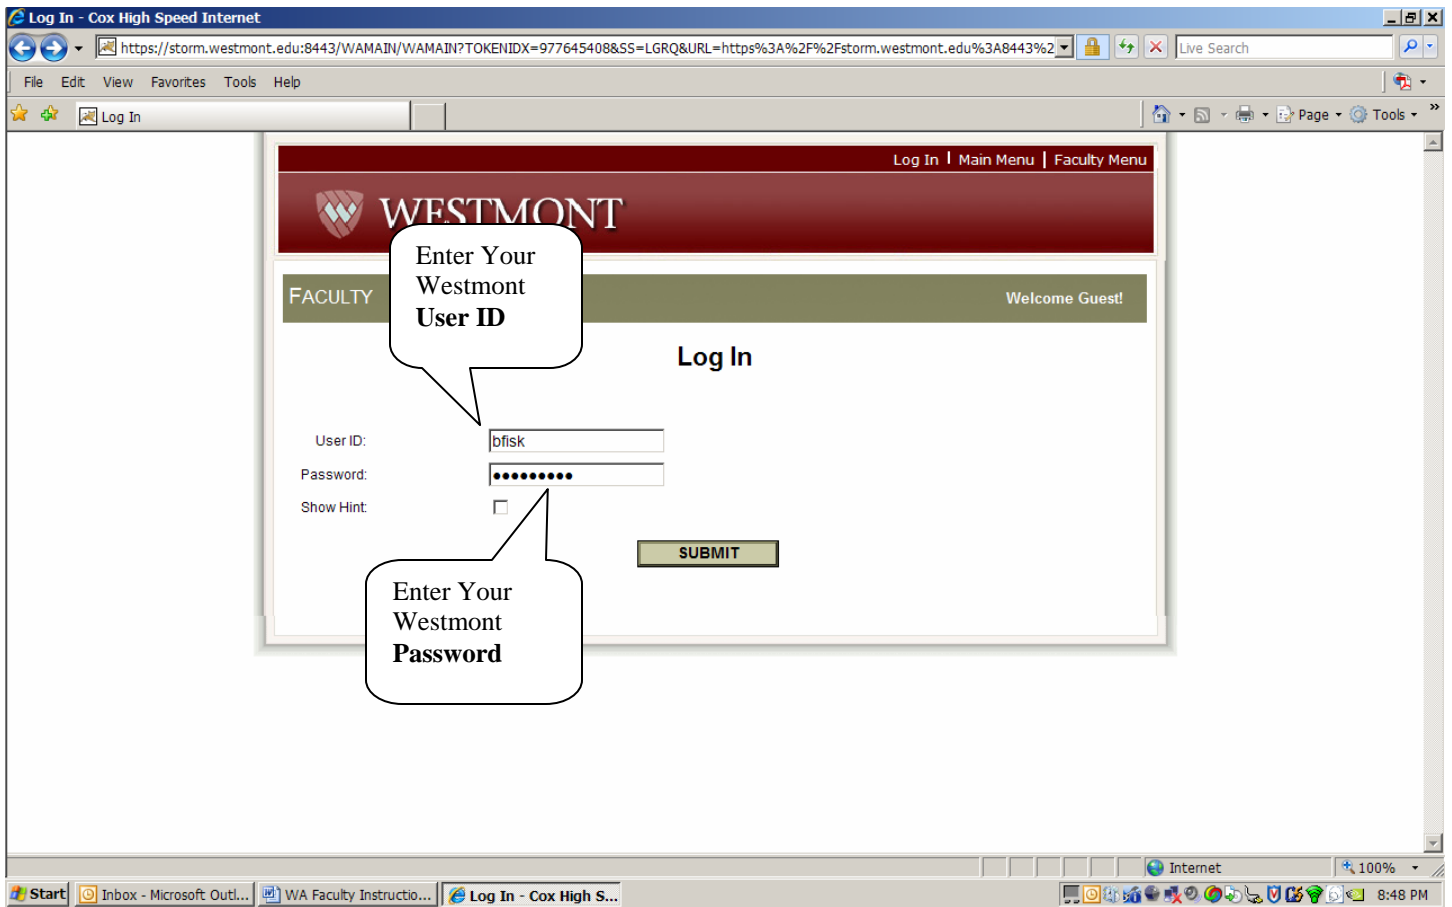 Log In - Cox High Speed Internet
https://storm.westmont.edu:8443/WAMAIN/WAMAIN?TOKENIDX=977645408&SS=LGRQ&URL=https%3A%2F%2Fstorm.westmont.edu%3A8443%2
Live Search
File Edit View Favorites Tools Help
Log In
Page Tools
Log In | Main Menu | Faculty Menu
WESTMONT
Enter Your
Westmont
User ID
FACULTY
Welcome Guest!
Log In
User ID: bfisk
Password: ●●●●●●●●●
Show Hint:
SUBMIT
Enter Your
Westmont
Password
Internet 100%
Start Inbox - Microsoft Outl... WA Faculty Instructio... Log In - Cox High S... 8:48 PM